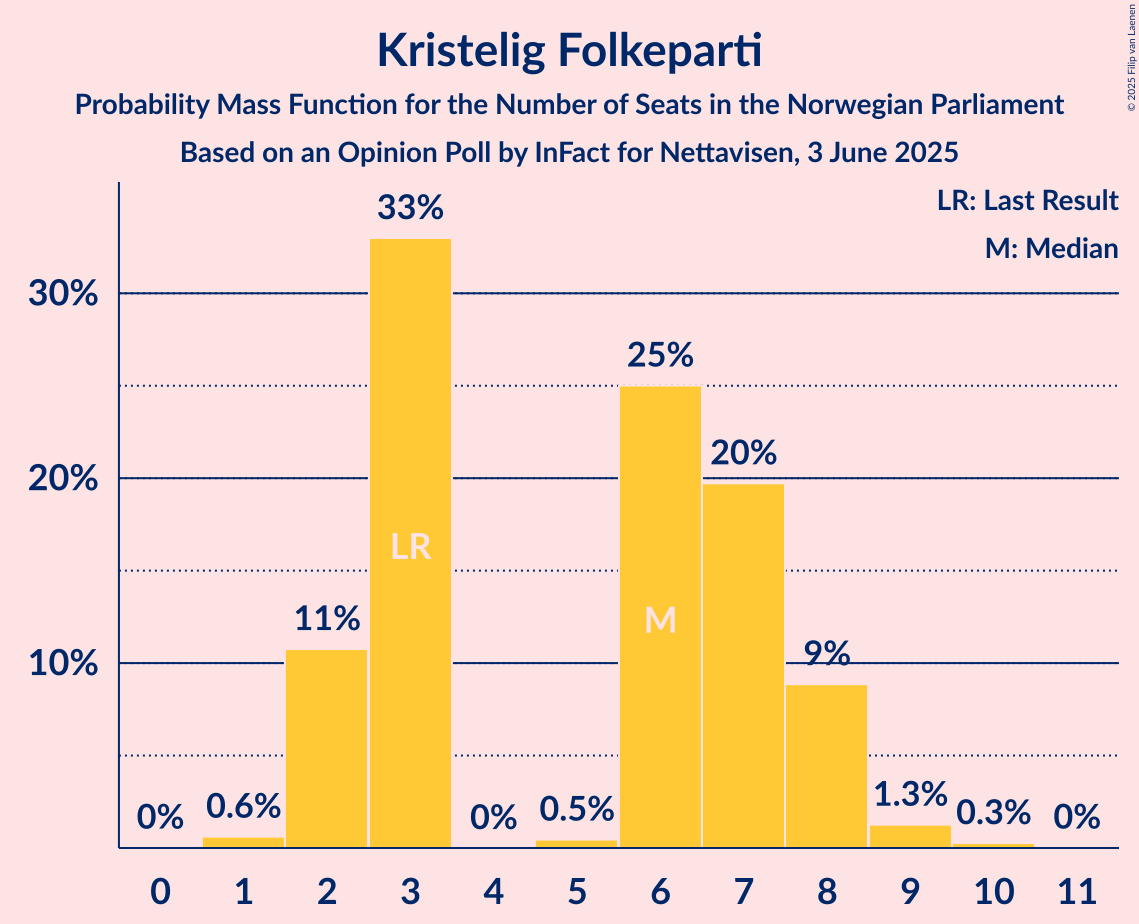 Kristelig Folkeparti
Probability Mass Function for the Number of Seats in the Norwegian Parliament
Based on an Opinion Poll by InFact for Nettavisen, 3 June 2025
© 2025 Filip van Laenen
LR: Last Result
M: Median
33%
30%
25%
20%
20%
LR
M
11%
10%
9%
0%
0.6%
0%
0.5%
1.3%
0.3%
0%
0 1 2 3 4 5 6 7 8 9 10 11